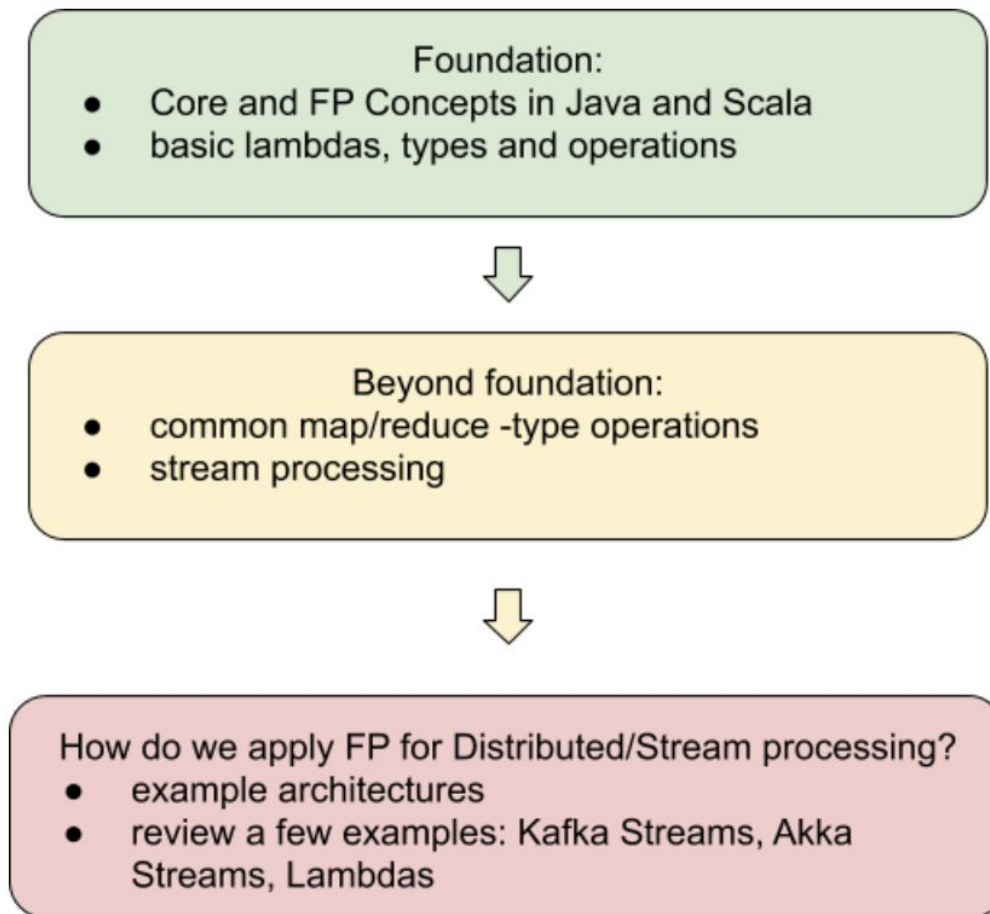 Foundation:
● Core and FP Concepts in Java and Scala
● basic lambdas, types and operations
Beyond foundation:
● common map/reduce -type operations
● stream processing
How do we apply FP for Distributed/Stream processing?
● example architectures
● review a few examples: Kafka Streams, Akka
Streams, Lambdas